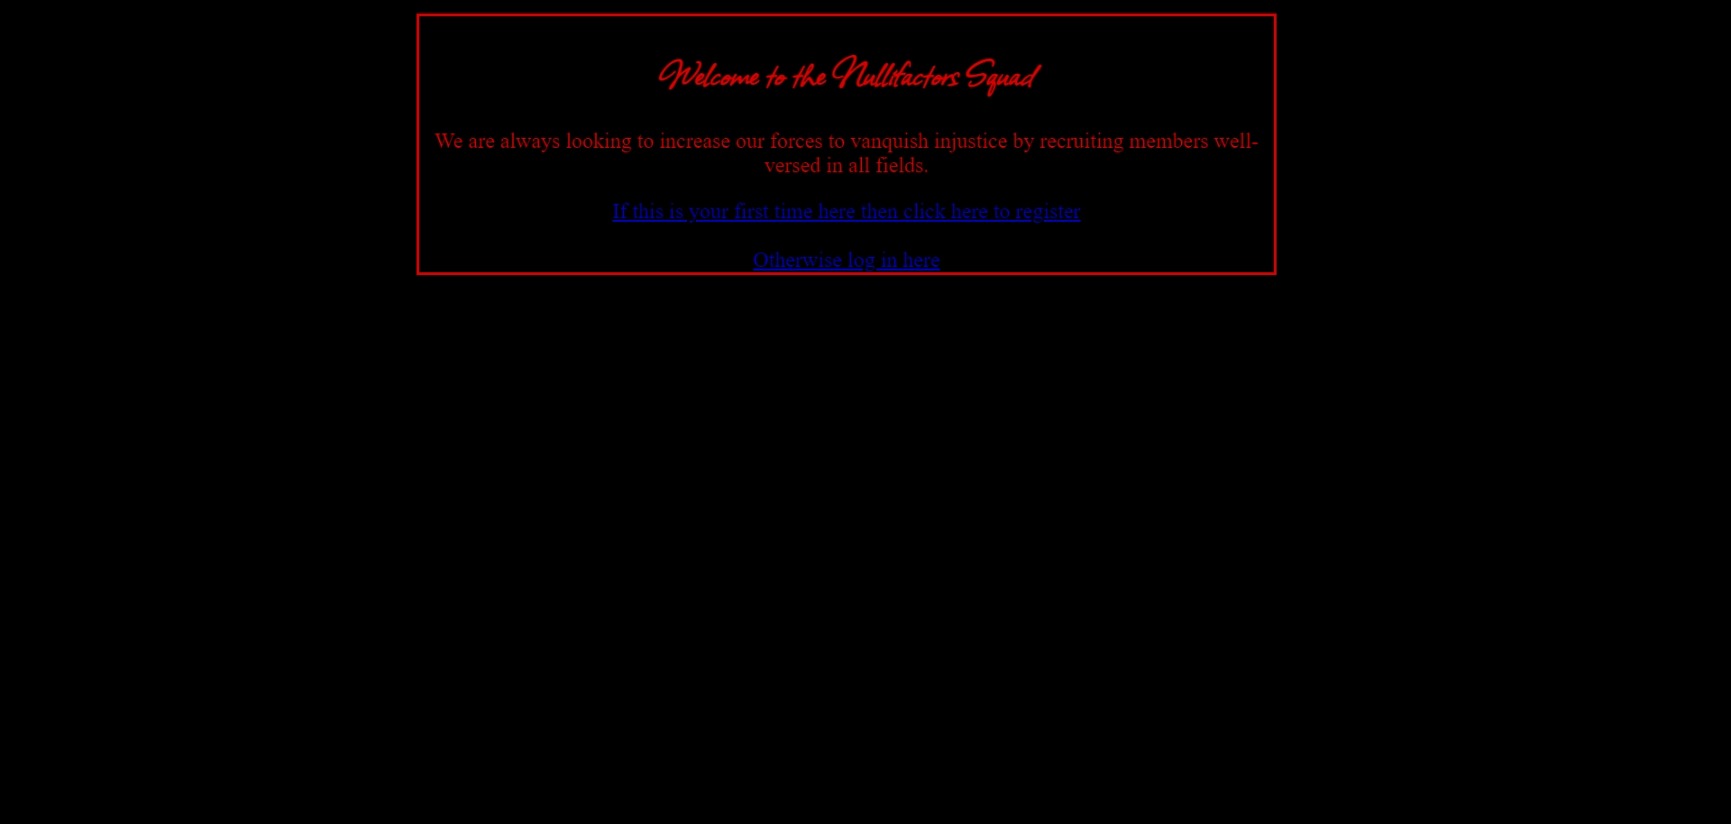 Welcome to the Nullifactors Squad
We are always looking to increase our forces to vanquish injustice by recruiting members well-
versed in all fields.
If this is your first time here then click here to register
Otherwise log in here